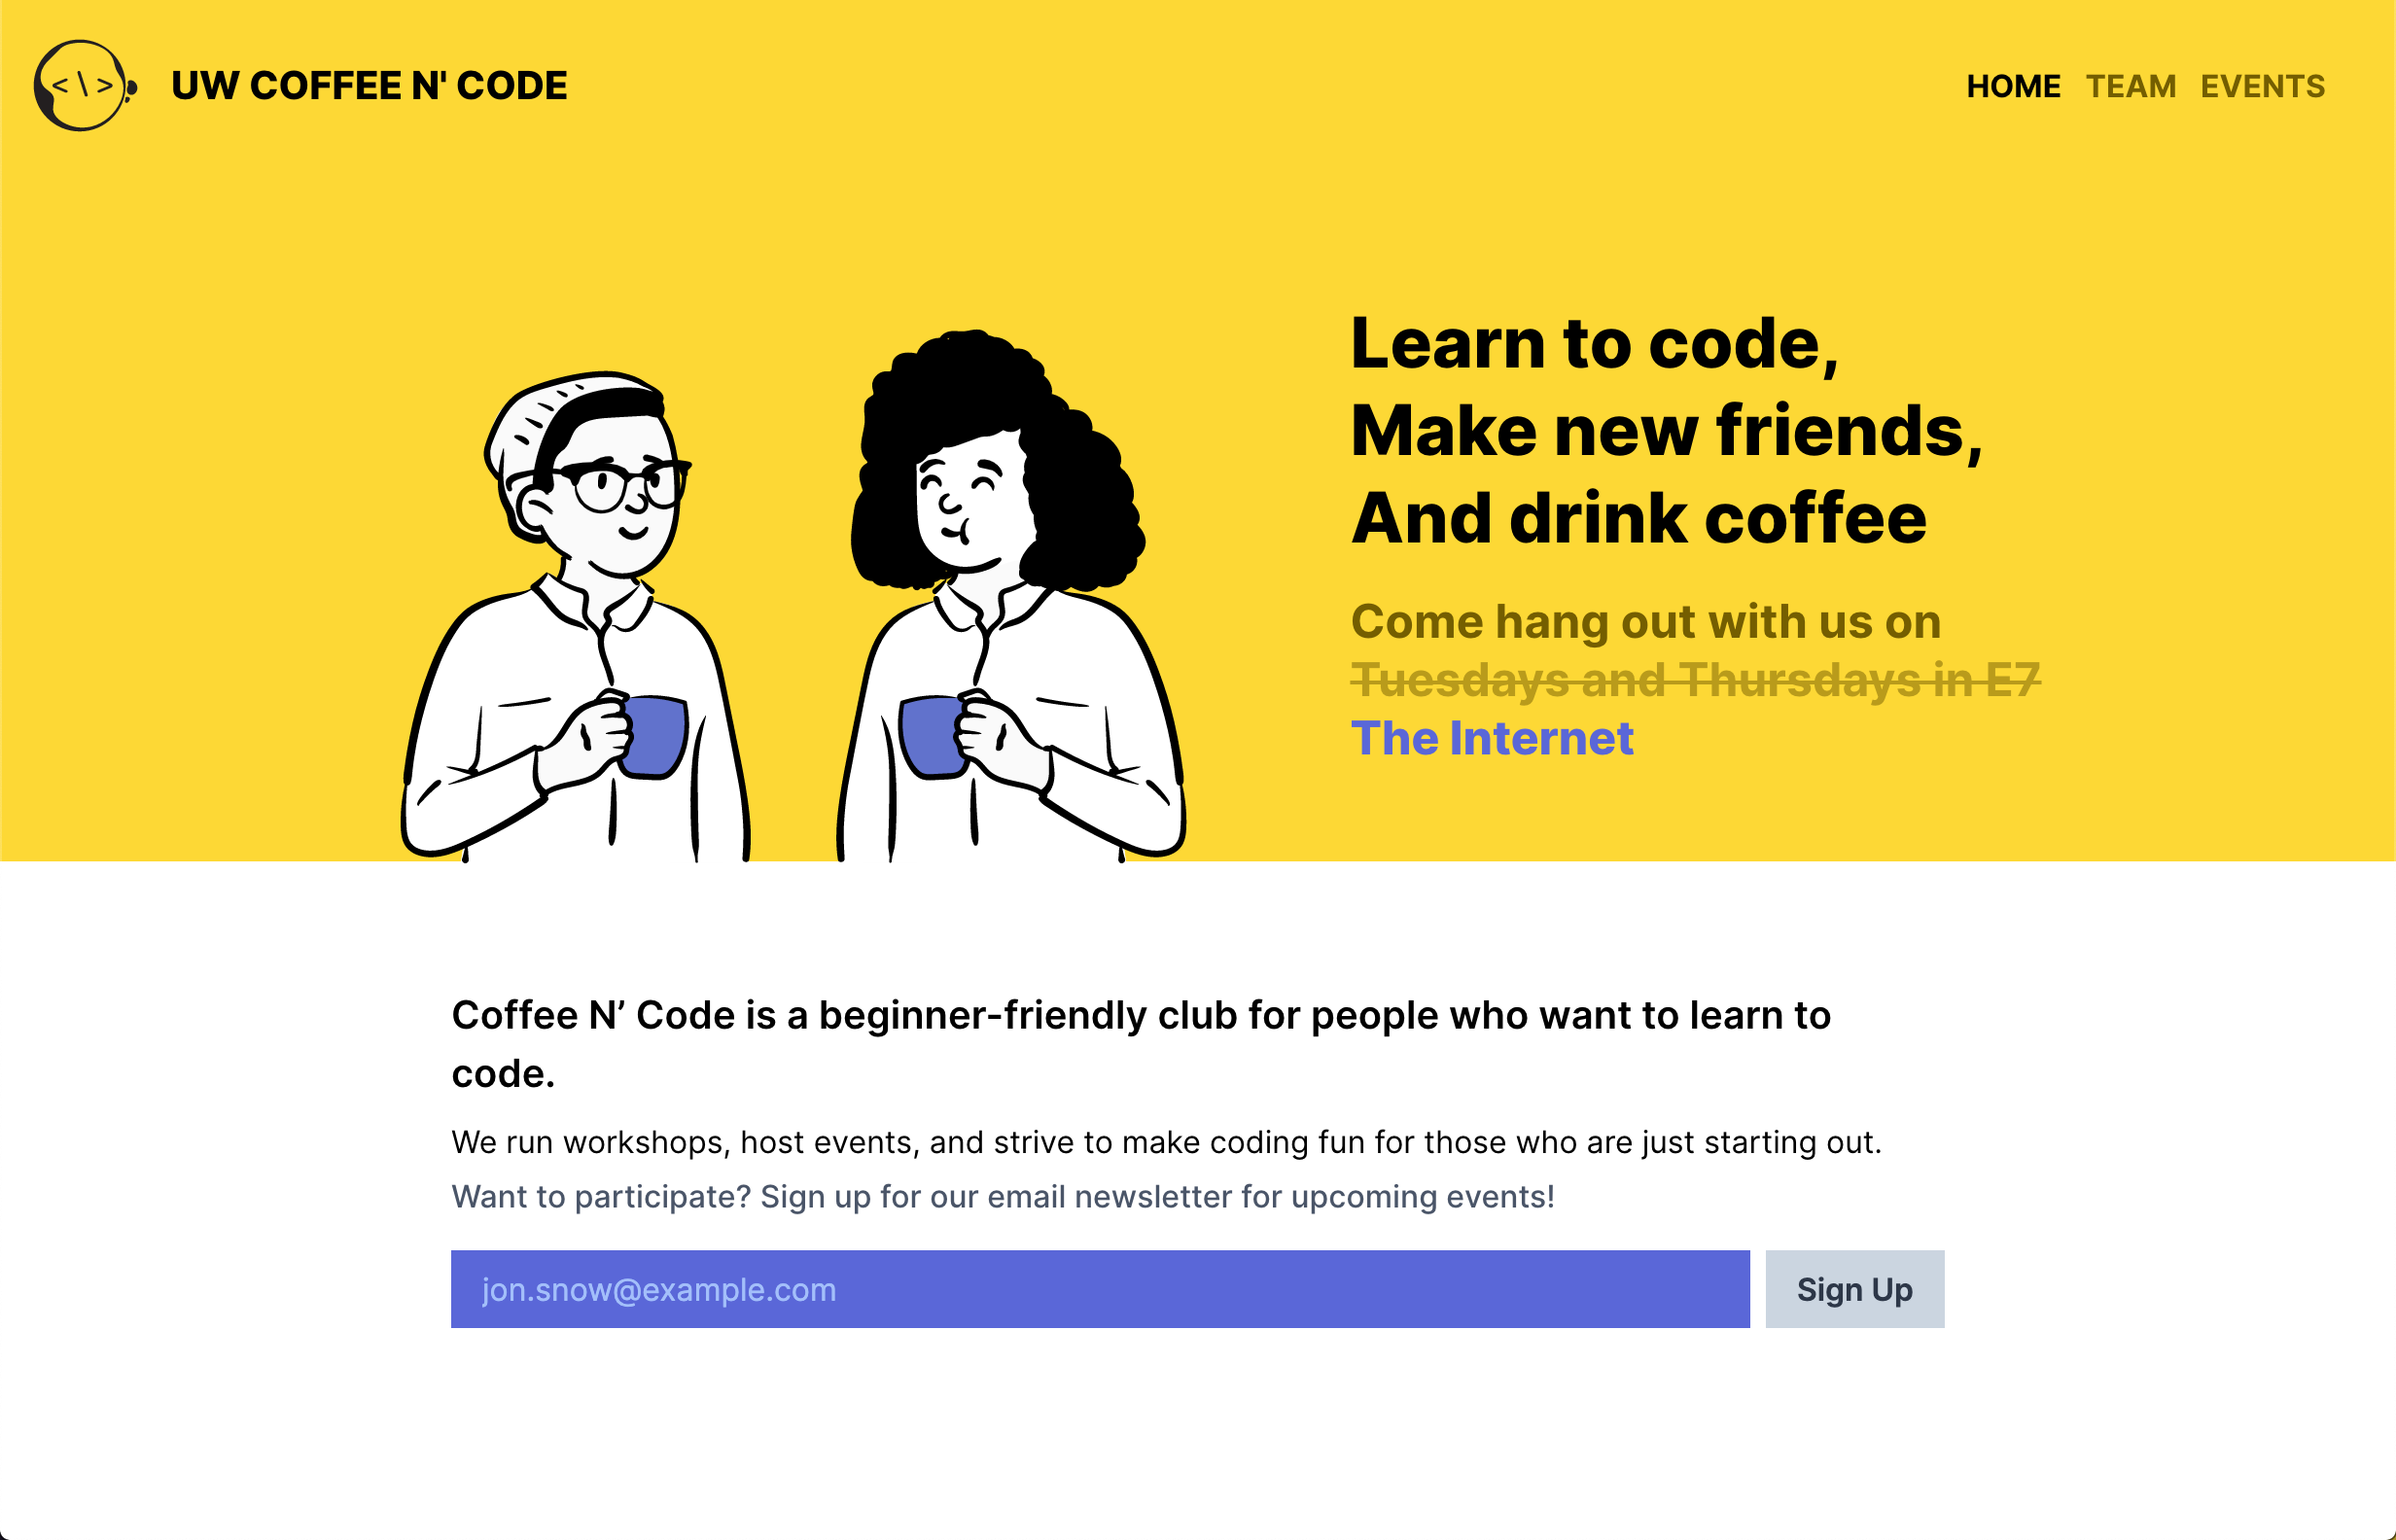 <\>
UW COFFEE N' CODE
HOME TEAM EVENTS
Learn to code,
Make new friends,
And drink coffee
Come hang out with us on
Tuesdays and Thursdays in E7
The Internet
Coffee N’ Code is a beginner-friendly club for people who want to learn to
code.
We run workshops, host events, and strive to make coding fun for those who are just starting out.
Want to participate? Sign up for our email newsletter for upcoming events!
jon.snow@example.com
Sign Up